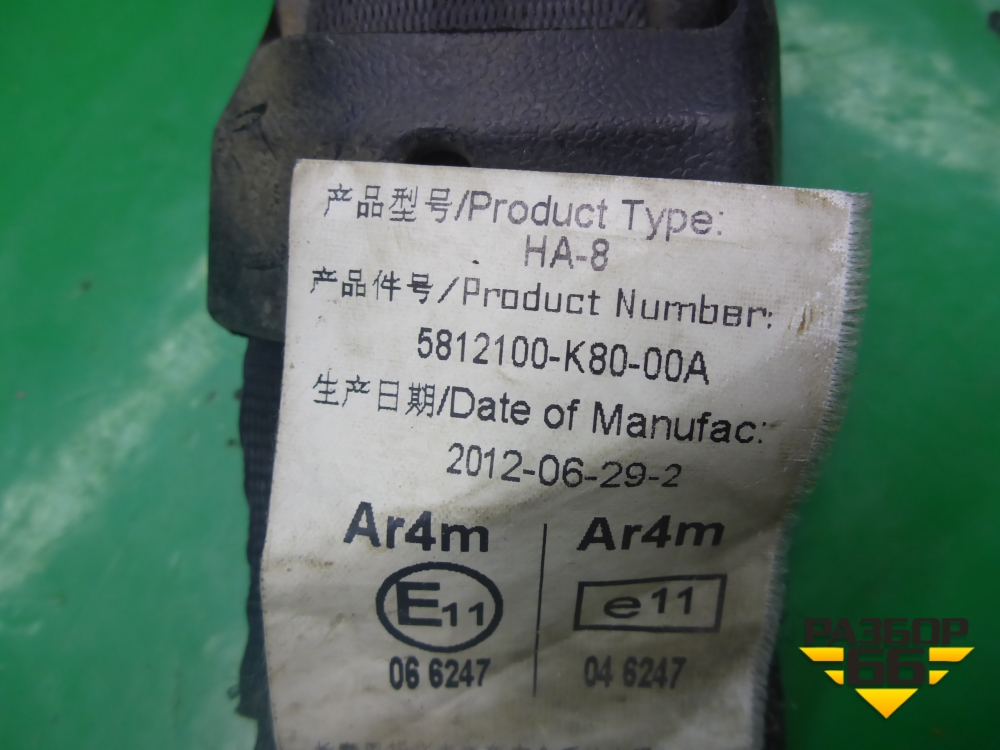 产品型号/Product Type:
HA-8
产品件号/Product Number:
5812100-K80-00A
生产日期/Date of Manufac:
2012-06-29-2
Ar4m
Ar4m
E11
e11
06 6247
04 6247
РАЗБОР
66